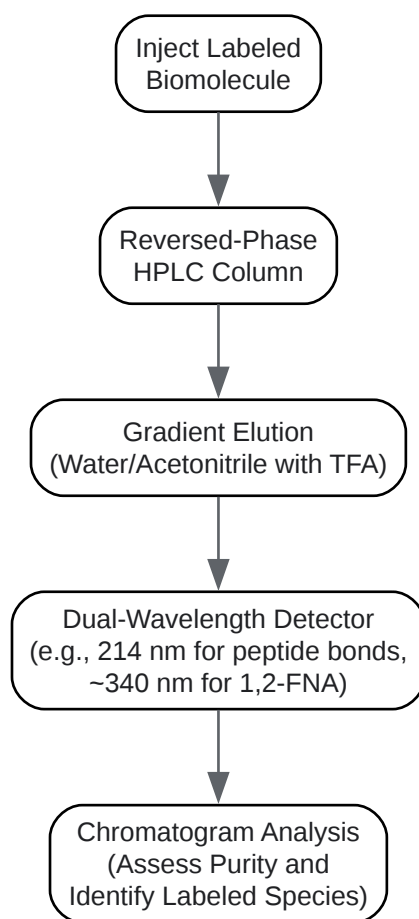 Inject Labeled
Biomolecule
Reversed-Phase
HPLC Column
Gradient Elution
(Water/Acetonitrile with TFA)
Dual-Wavelength Detector
(e.g., 214 nm for peptide bonds,
~340 nm for 1,2-FNA)
Chromatogram Analysis
(Assess Purity and
Identify Labeled Species)